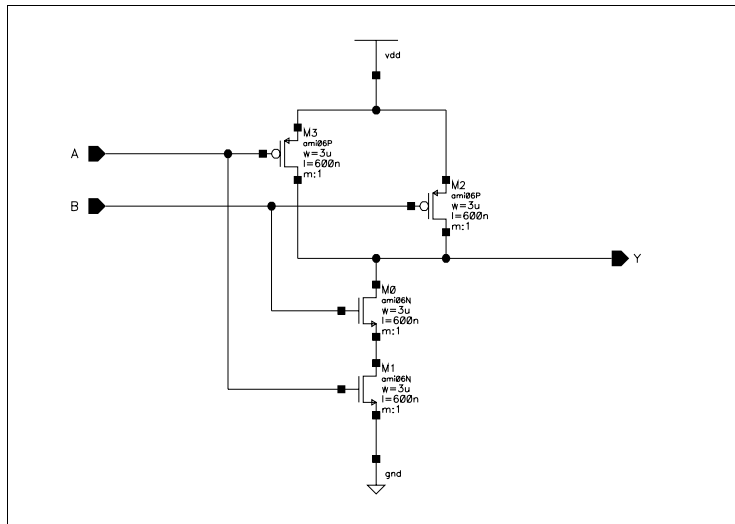 vdd
A
M3
ami06P
w=3u
l=600n
m:1
B
M2
ami06P
w=3u
l=600n
m:1
Y
M0
ami06N
w=3u
l=600n
m:1
M1
ami06N
w=3u
l=600n
m:1
gnd